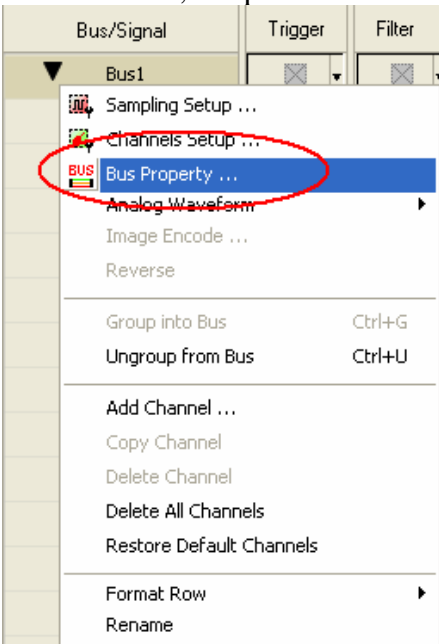 Bus/Signal Trigger Filter
Bus1
Sampling Setup ...
Channels Setup ...
BUS Bus Property ...
Analog Waveform
Image Encode ...
Reverse
Group into Bus Ctrl+G
Ungroup from Bus Ctrl+U
Add Channel ...
Copy Channel
Delete Channel
Delete All Channels
Restore Default Channels
Format Row
Rename